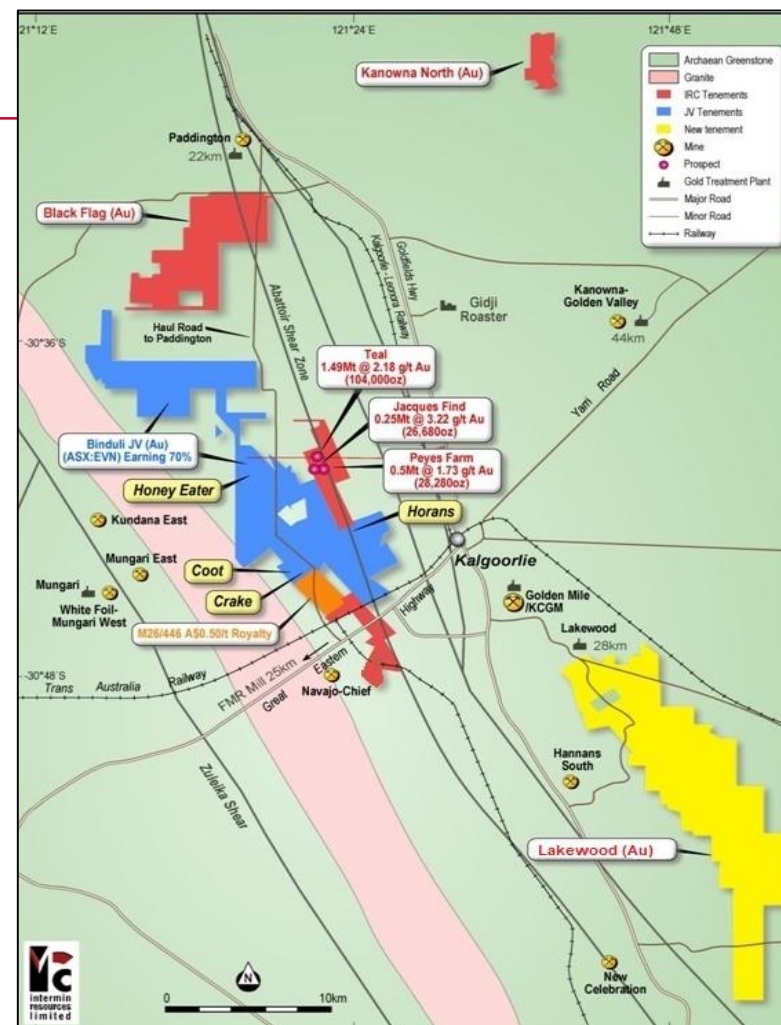 121°12'
121°24'E
121°48'E
Kanowna North (Au)
Archaean Greenstone
Granite
IRC Tenements
JV Tenements
New tenement
Mine
Prospect
Gold Treatment Plant
Major Road
Minor Road
Railway
Paddington
22km
Black Flag (Au)
Kalgoorlie - Leonora Railway
Goldfields Hwy
Abattoir Shear Zone
Gidji
Roaster
Kanowna-
Golden Valley
44km
Haul Road
to Paddington
-30°36'
-30°36'S
Yarri Road
Teal
1.49Mt @ 2.18 g/t Au
(104,000oz)
Jacques Find
0.25Mt @ 3.22 g/t Au
(26,680oz)
Peyes Farm
0.5Mt @ 1.73 g/t Au
(28,280oz)
Binduli JV (Au)
(ASX:EVN) Earning 70%
Honey Eater
Horans
Kundana East
Kalgoorlie
Mungari East
Coot
Mungari
White Foil-
Mungari West
Crake
Golden Mile
/KCGM
Lakewood
28km
M26/446 A$0.50/t Royalty
-30°48'
-30°48'S
Trans Australia Railway
FMR Mill 25km
Great Eastern Highway
Navajo-Chief
Zuleika Shear
Hannans
South
Lakewood (Au)
New
Celebration
N
0 10km
intermin
resources
limited